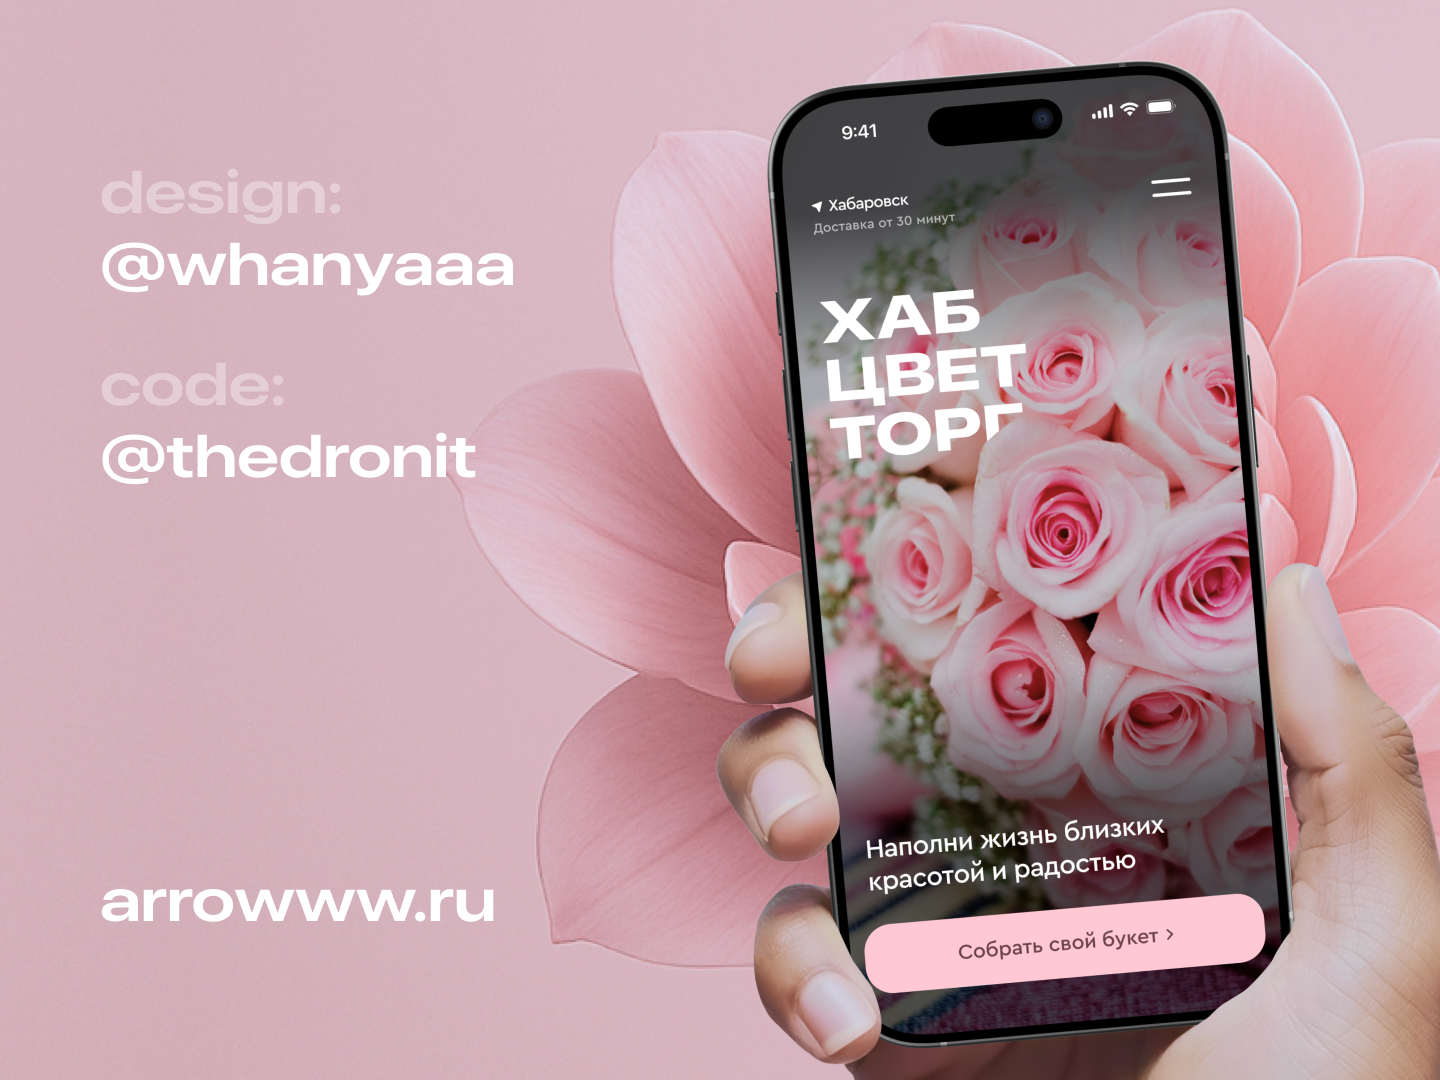 design:
@whanyaaa
code:
@thedronit
arrowww.ru
9:41
Хабаровск
Доставка от 30 минут
ХАБ
ЦВЕТ
ТОРГ
Наполни жизнь близких
красотой и радостью
Собрать свой букет >